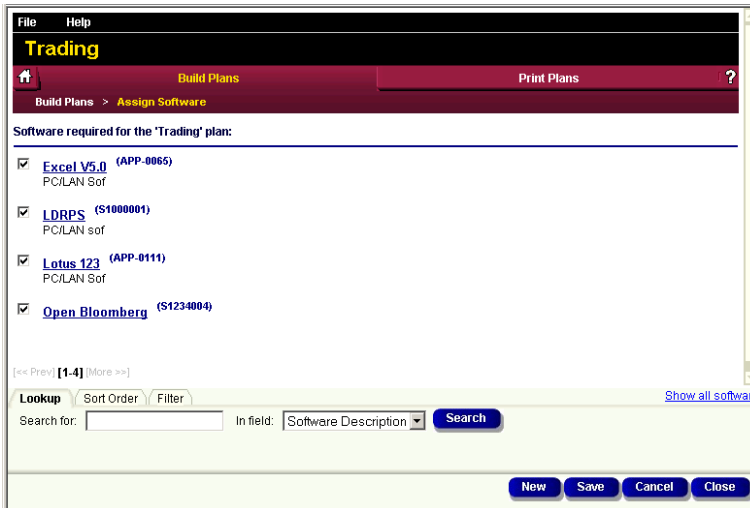 File Help
Trading
Build Plans Print Plans ?
Build Plans > Assign Software
Software required for the 'Trading' plan:
Excel V5.0 (APP-0065)
PC/LAN Sof
LDRPS (S1000001)
PC/LAN sof
Lotus 123 (APP-0111)
PC/LAN Sof
Open Bloomberg (S1234004)
[<< Prev] [1-4] [More >>]
Lookup Sort Order Filter Show all softwar
Search for: In field: Software Description Search
New Save Cancel Close